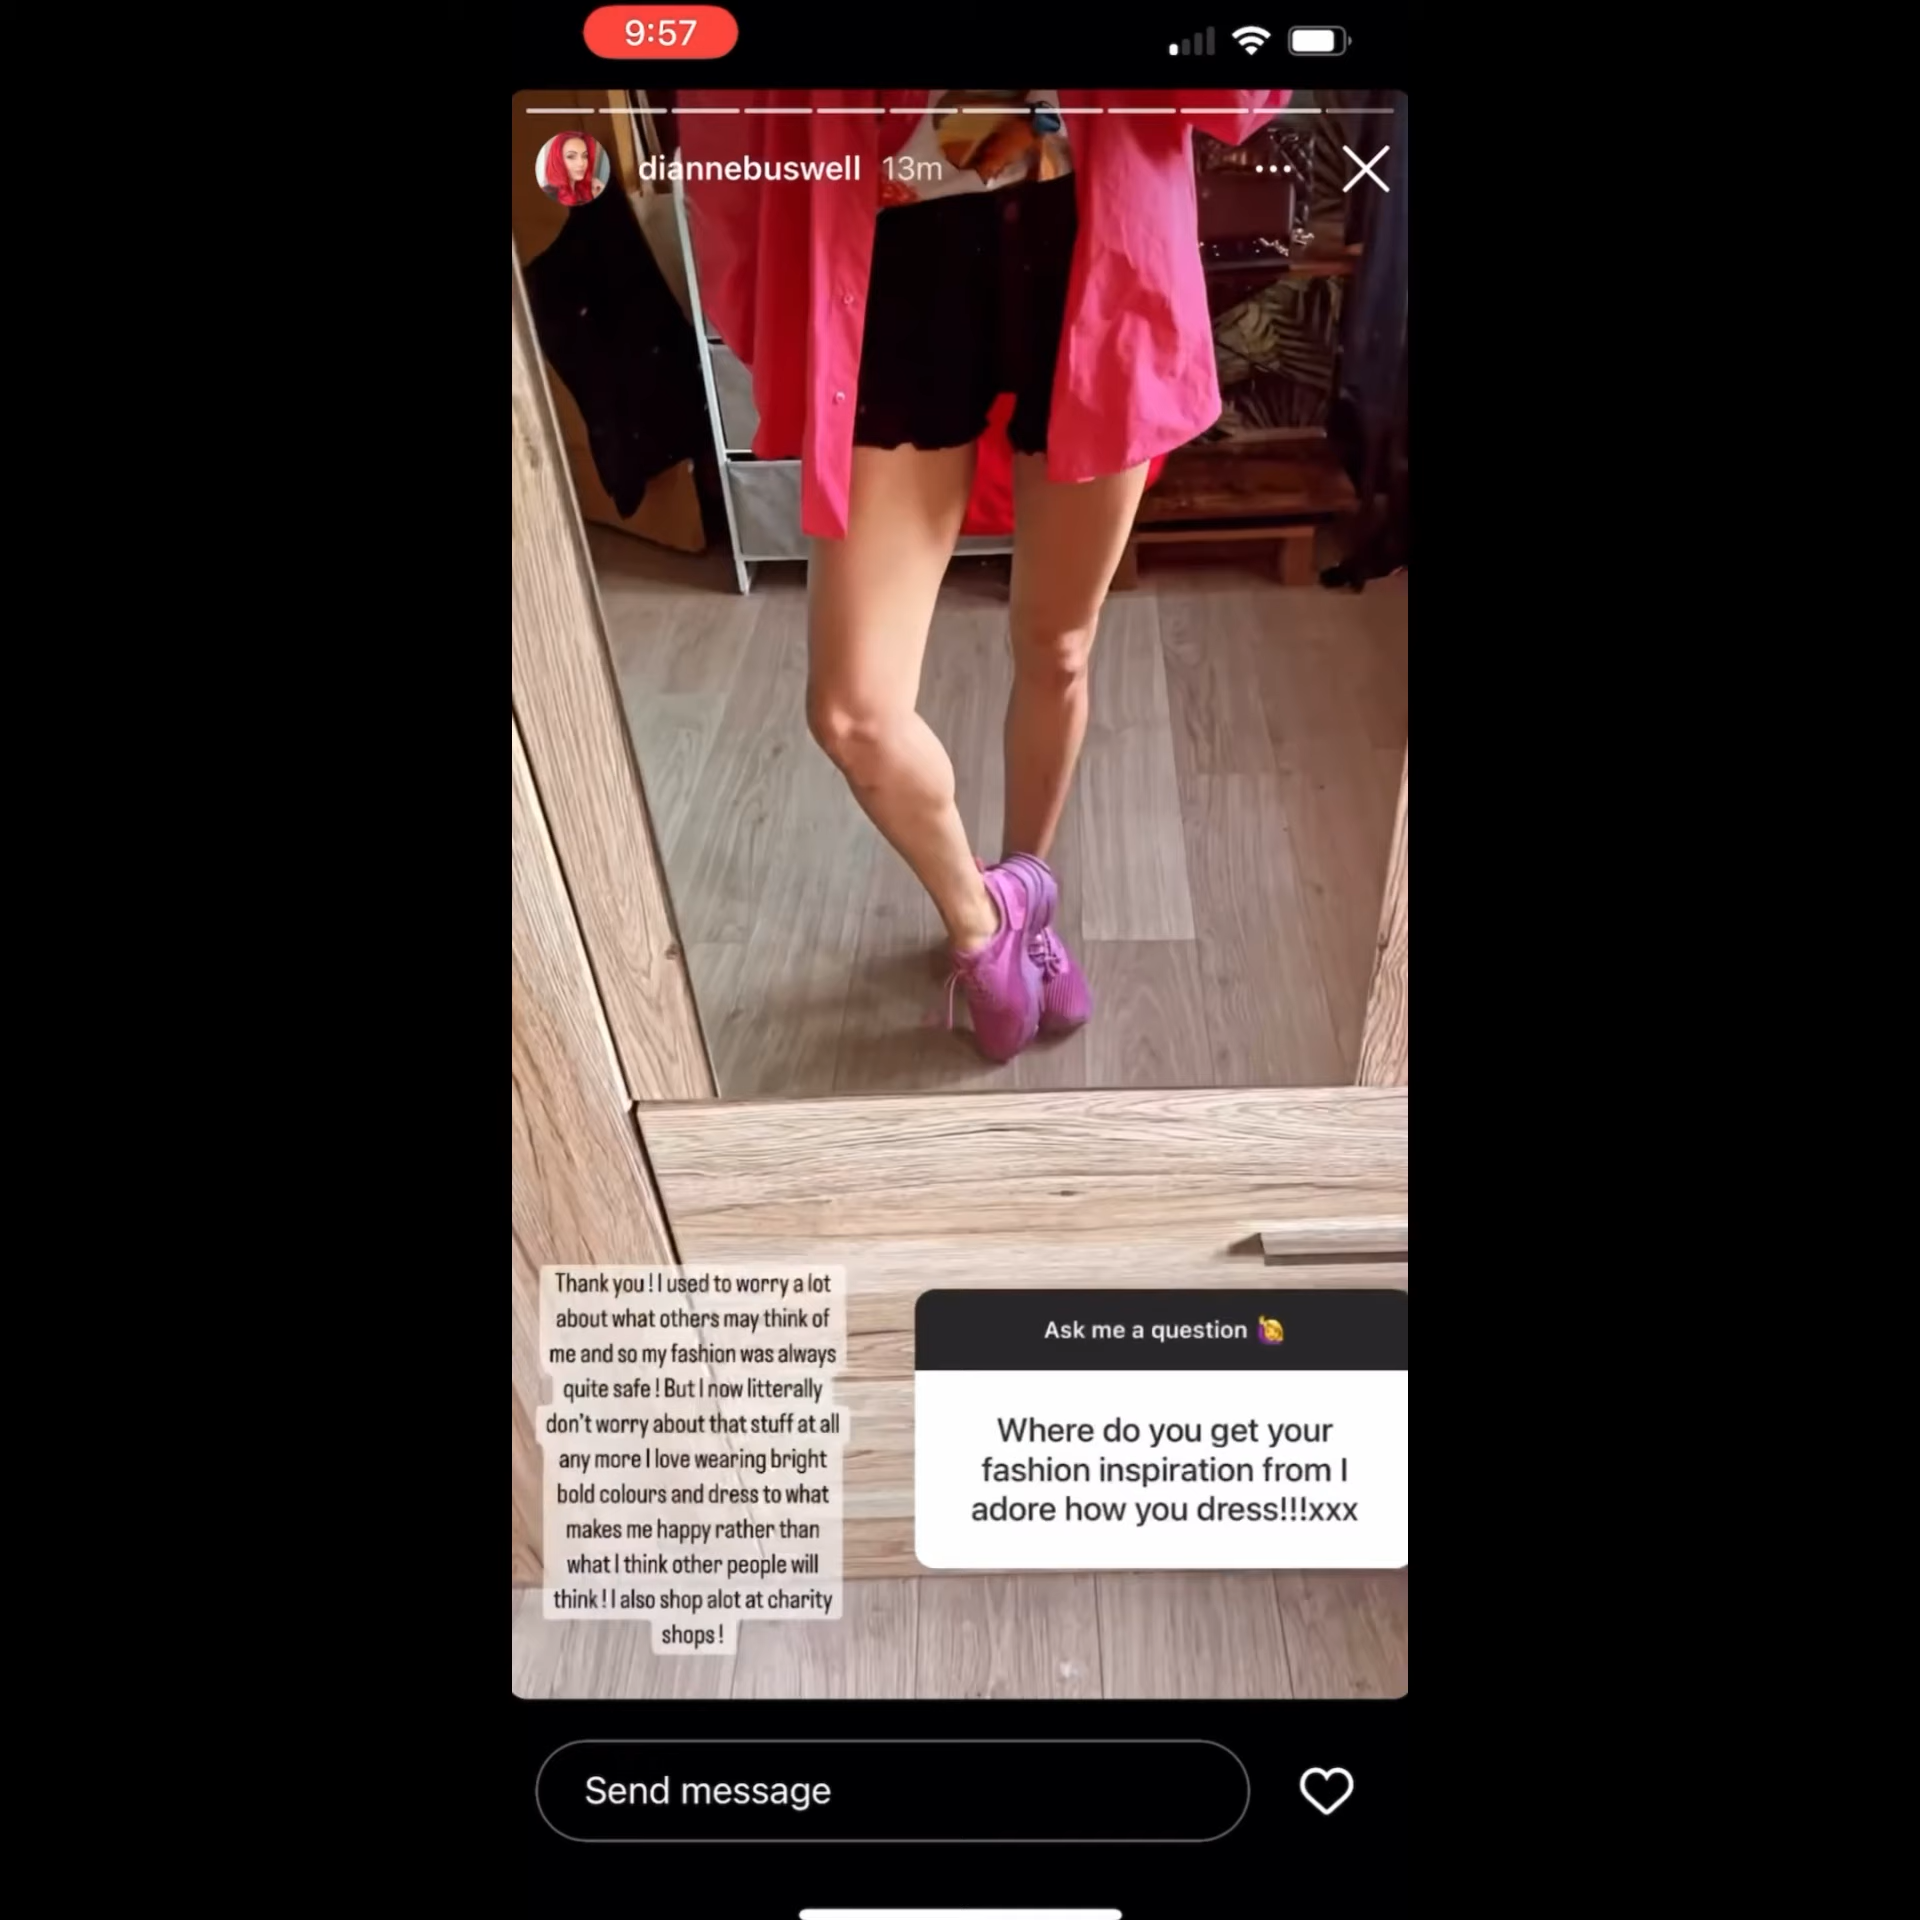 9:57
diannebuswell 13m
Thank you ! I used to worry a lot
about what others may think of
me and so my fashion was always
quite safe ! But I now litterally
don't worry about that stuff at all
any more I love wearing bright
bold colours and dress to what
makes me happy rather than
what I think other people will
think ! I also shop alot at charity
shops !
Ask me a question 🙋
Where do you get your
fashion inspiration from I
adore how you dress!!!xxx
Send message